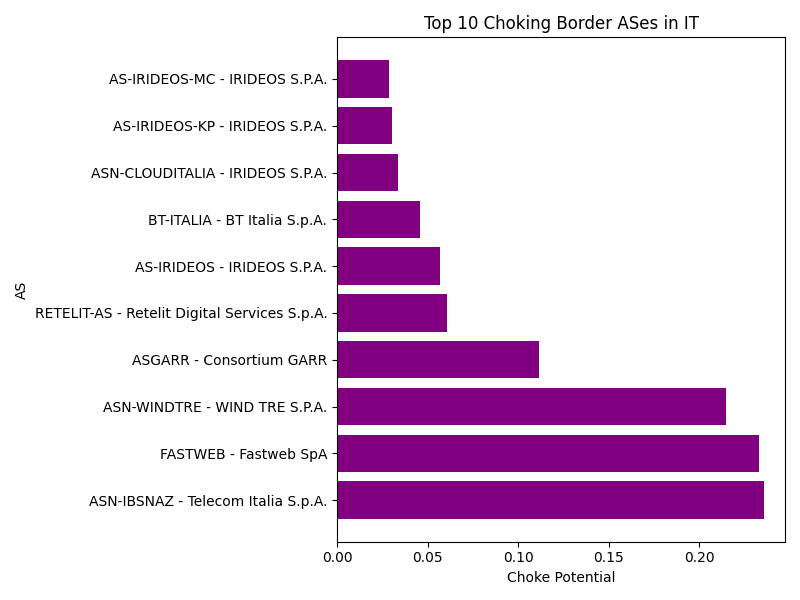 Top 10 Choking Border ASes in IT
AS
AS-IRIDEOS-MC - IRIDEOS S.P.A.
AS-IRIDEOS-KP - IRIDEOS S.P.A.
ASN-CLOUDITALIA - IRIDEOS S.P.A.
BT-ITALIA - BT Italia S.p.A.
AS-IRIDEOS - IRIDEOS S.P.A.
RETELIT-AS - Retelit Digital Services S.p.A.
ASGARR - Consortium GARR
ASN-WINDTRE - WIND TRE S.P.A.
FASTWEB - Fastweb SpA
ASN-IBSNAZ - Telecom Italia S.p.A.
0.00 0.05 0.10 0.15 0.20
Choke Potential